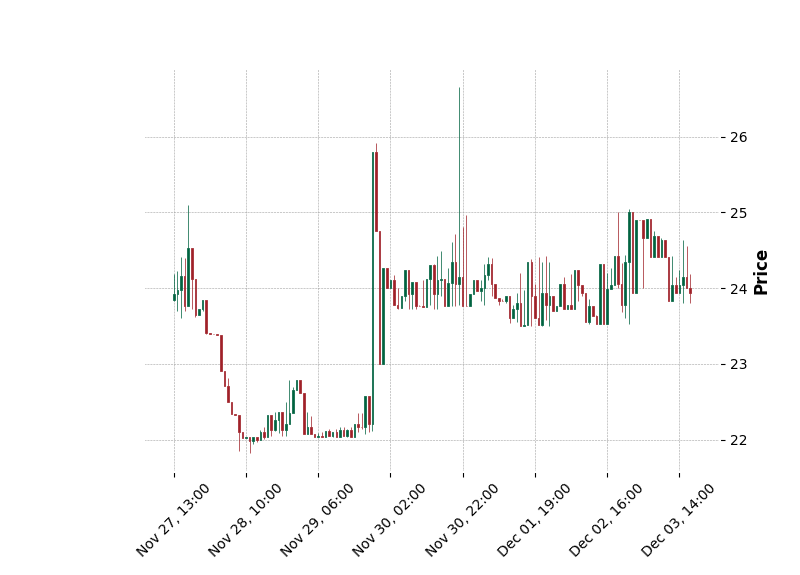 26
25
24
23
22
Price
Nov 27, 13:00
Nov 28, 10:00
Nov 29, 06:00
Nov 30, 02:00
Nov 30, 22:00
Dec 01, 19:00
Dec 02, 16:00
Dec 03, 14:00